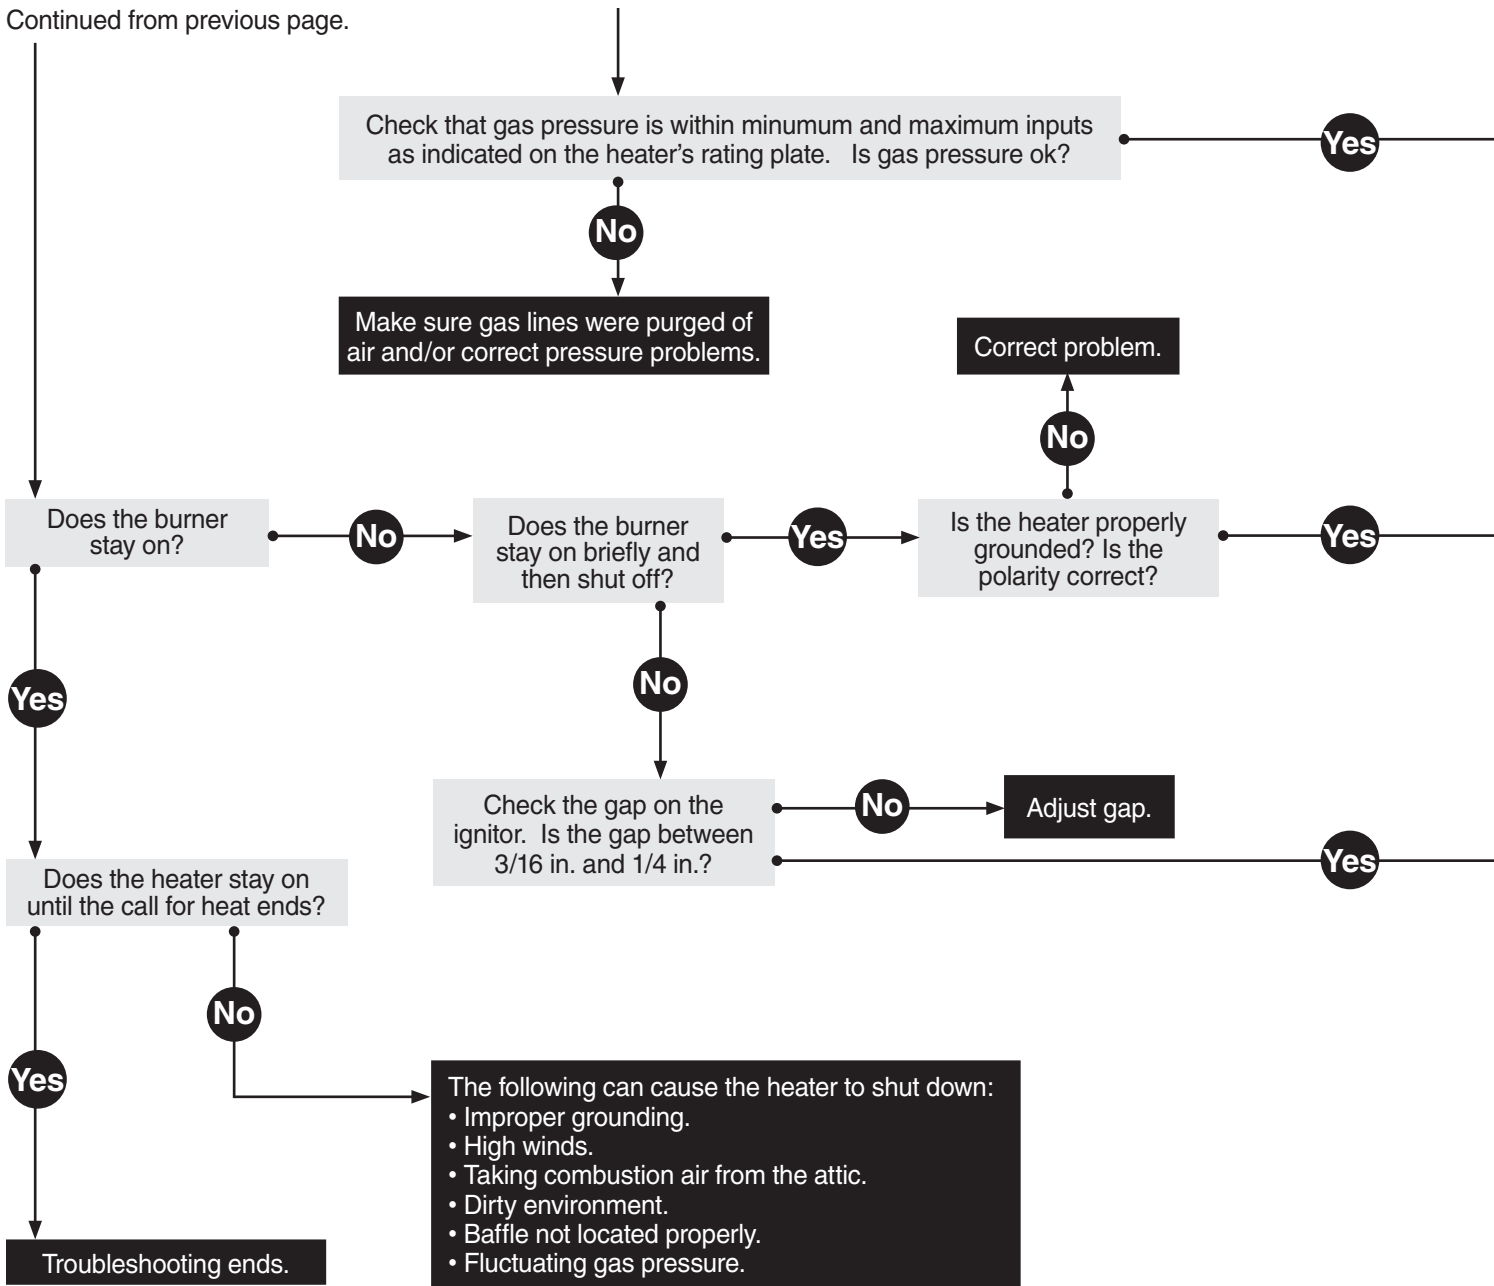 Continued from previous page.
Check that gas pressure is within minumum and maximum inputs
as indicated on the heater's rating plate.   Is gas pressure ok?
Yes
No
Make sure gas lines were purged of
air and/or correct pressure problems.
Correct problem.
No
Does the burner
stay on?
No
Does the burner
stay on briefly and
then shut off?
Yes
Is the heater properly
grounded? Is the
polarity correct?
Yes
Yes
No
Check the gap on the
ignitor.  Is the gap between
3/16 in. and 1/4 in.?
No
Adjust gap.
Yes
Does the heater stay on
until the call for heat ends?
No
Yes
The following can cause the heater to shut down:
• Improper grounding.
• High winds.
• Taking combustion air from the attic.
• Dirty environment.
• Baffle not located properly.
• Fluctuating gas pressure.
Troubleshooting ends.